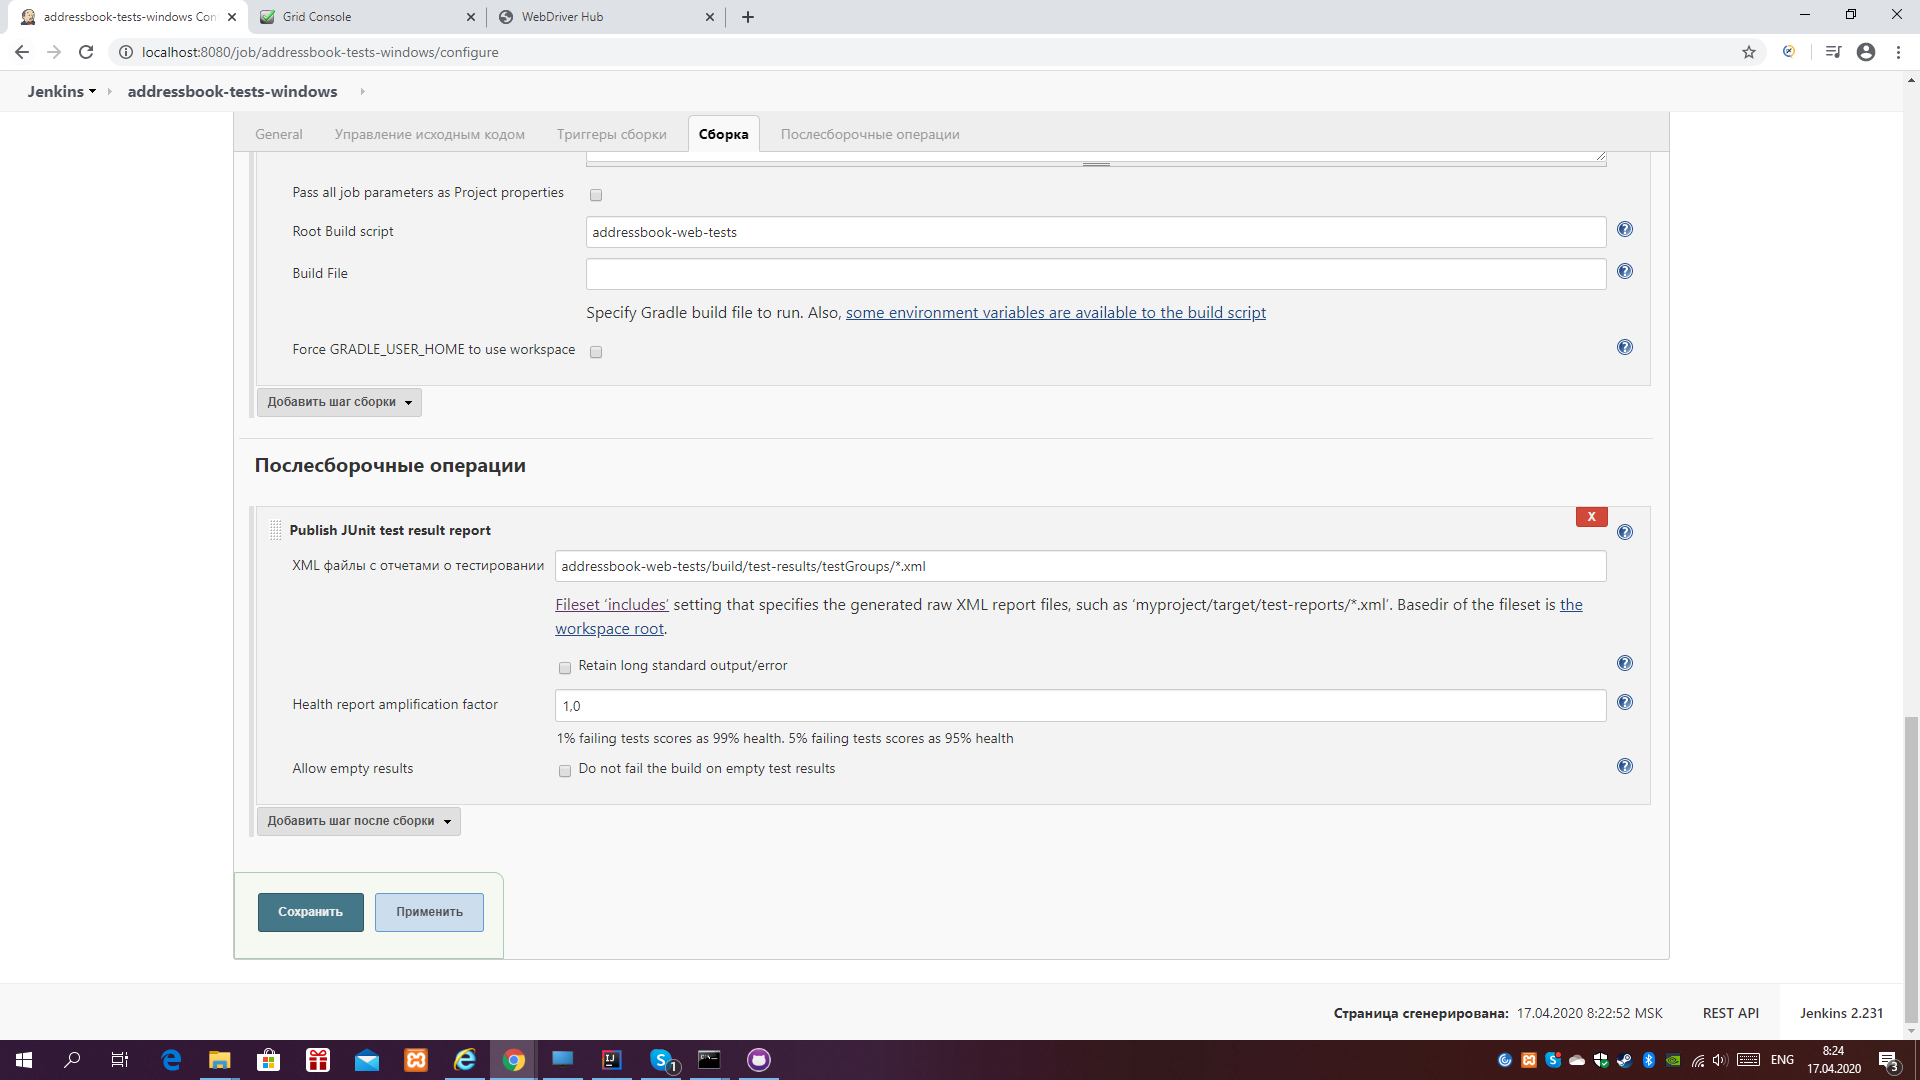 addressbook-tests-windows Con
Grid Console
WebDriver Hub
localhost:8080/job/addressbook-tests-windows/configure
Jenkins
addressbook-tests-windows
General
Управление исходным кодом
Триггеры сборки
Сборка
Послесборочные операции
Pass all job parameters as Project properties
Root Build script
addressbook-web-tests
Build File
Specify Gradle build file to run. Also, some environment variables are available to the build script
Force GRADLE_USER_HOME to use workspace
Добавить шаг сборки
Послесборочные операции
X
Publish JUnit test result report
XML файлы с отчетами о тестировании
addressbook-web-tests/build/test-results/testGroups/*.xml
Fileset ‘includes’ setting that specifies the generated raw XML report files, such as ‘myproject/target/test-reports/*.xml’. Basedir of the fileset is the
workspace root.
Retain long standard output/error
Health report amplification factor
1,0
1% failing tests scores as 99% health. 5% failing tests scores as 95% health
Allow empty results
Do not fail the build on empty test results
Добавить шаг после сборки
Сохранить
Применить
Страница сгенерирована: 17.04.2020 8:22:52 MSK
REST API
Jenkins 2.231
1
ENG
8:24
17.04.2020
3